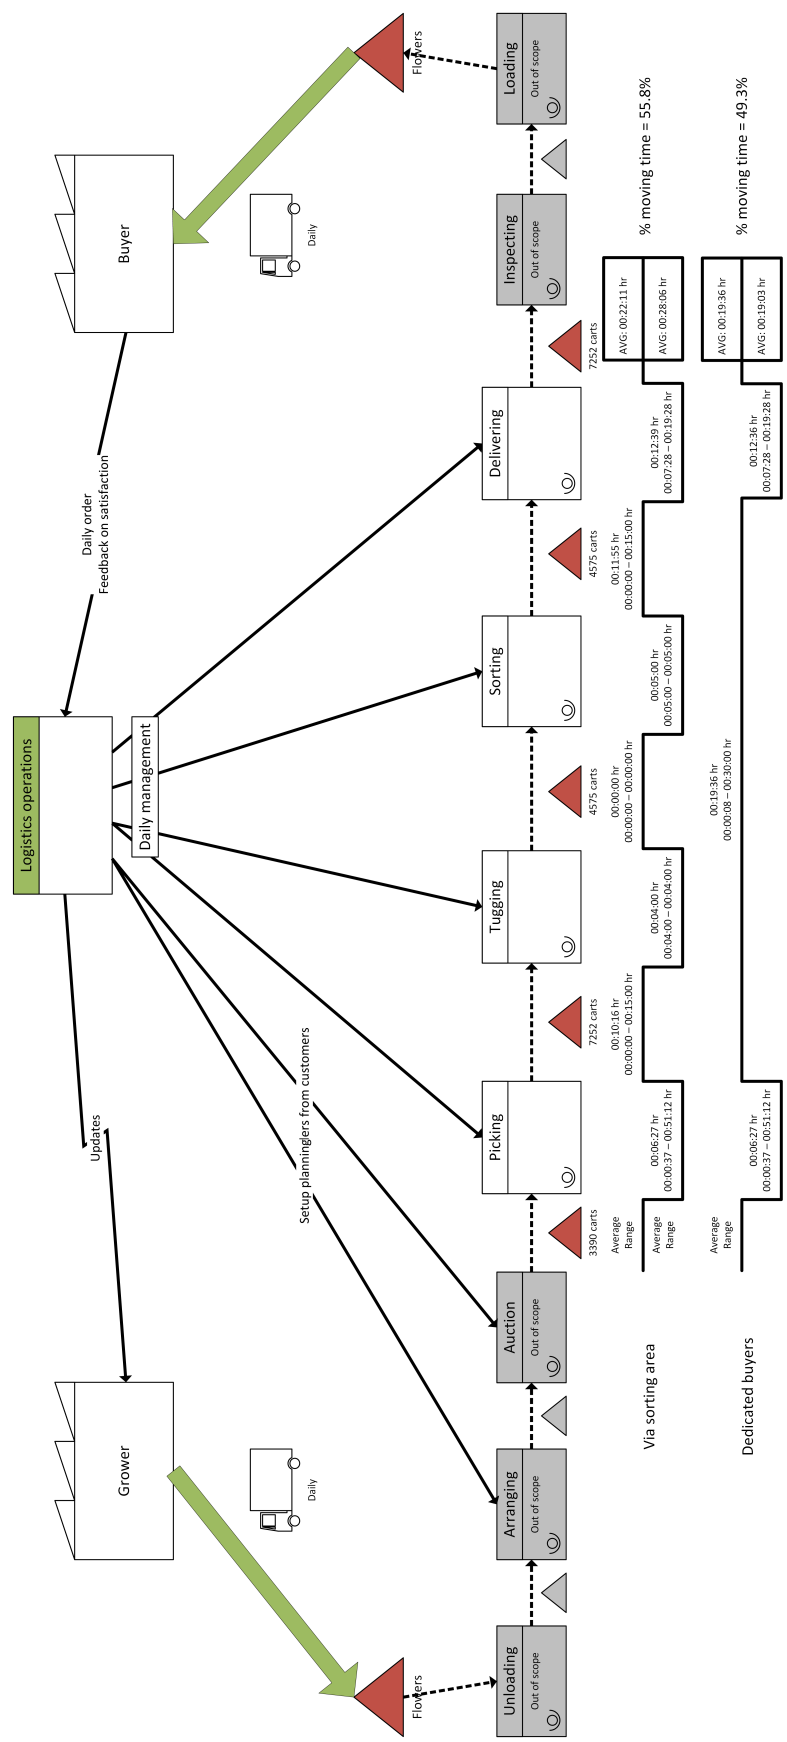 Logistics operations
Grower
Buyer
Updates
Daily order
Feedback on satisfaction
Daily management
Setup planninglers from customers
Daily
Daily
Flowers
Flowers
Unloading
Out of scope
Arranging
Out of scope
Auction
Out of scope
Picking
Tugging
Sorting
Delivering
Inspecting
Out of scope
Loading
Out of scope
3390 carts
7252 carts
4575 carts
4575 carts
7252 carts
Via sorting area
Average
Range
Average
Range
00:06:27 hr
00:00:37 – 00:51:12 hr
00:10:16 hr
00:00:00 – 00:15:00 hr
00:04:00 hr
00:04:00 – 00:04:00 hr
00:00:00 hr
00:00:00 – 00:00:00 hr
00:05:00 hr
00:05:00 – 00:05:00 hr
00:11:55 hr
00:00:00 – 00:15:00 hr
00:12:39 hr
00:07:28 – 00:19:28 hr
AVG: 00:22:11 hr
AVG: 00:28:06 hr
% moving time = 55.8%
Dedicated buyers
Average
Range
00:06:27 hr
00:00:37 – 00:51:12 hr
00:19:36 hr
00:00:08 – 00:30:00 hr
00:12:36 hr
00:07:28 – 00:19:28 hr
AVG: 00:19:36 hr
AVG: 00:19:03 hr
% moving time = 49.3%